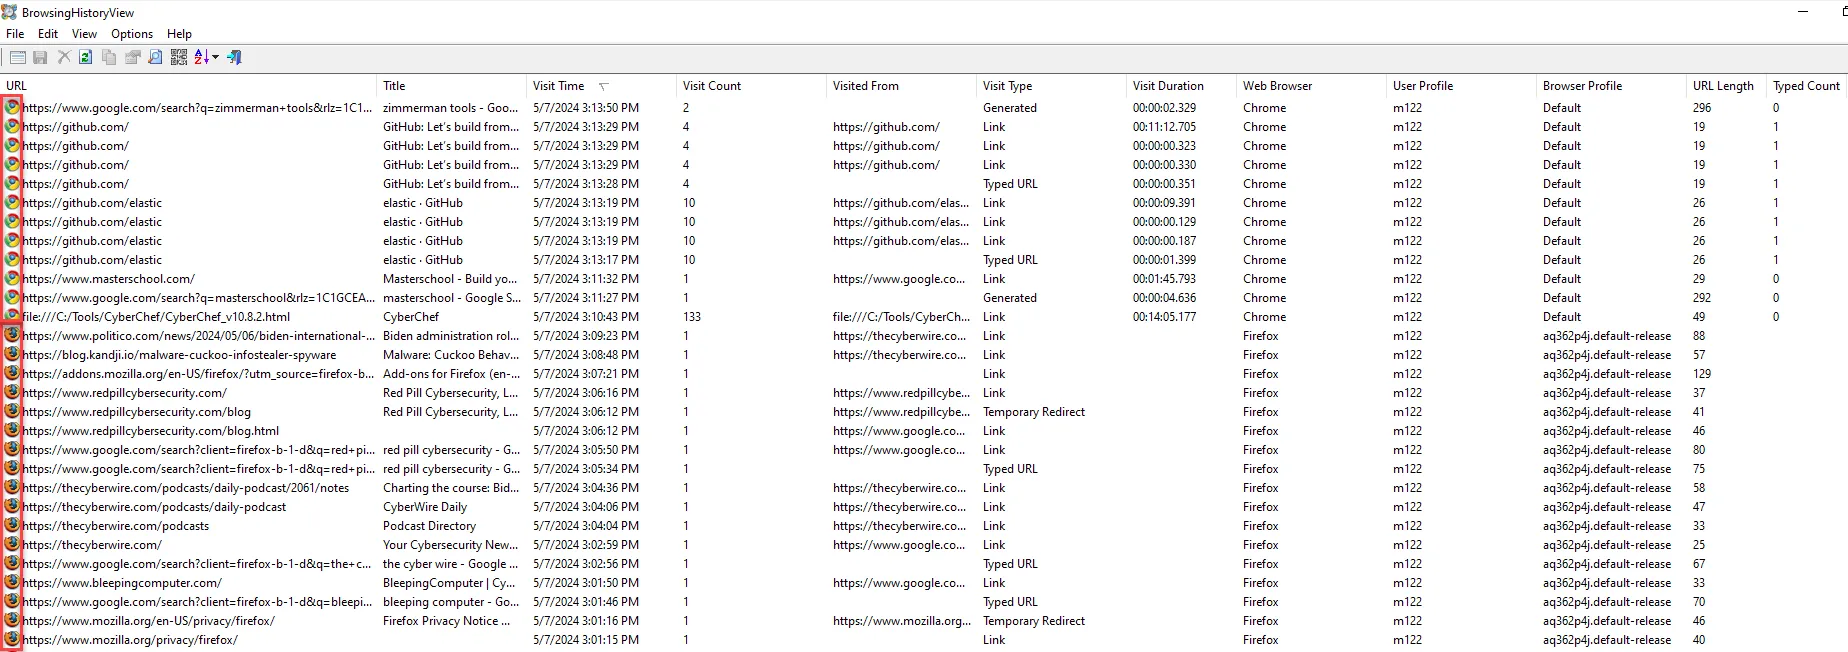 BrowsingHistoryView
File Edit View Options Help
URL Title Visit Time Visit Count Visited From Visit Type Visit Duration Web Browser User Profile Browser Profile URL Length Typed Count
https://www.google.com/search?q=zimmerman+tools&rlz=1C1... zimmerman tools - Goo... 5/7/2024 3:13:50 PM 2 Generated 00:00:02.329 Chrome m122 Default 296 0
https://github.com/ GitHub: Let's build from... 5/7/2024 3:13:29 PM 4 https://github.com/ Link 00:11:12.705 Chrome m122 Default 19 1
https://github.com/ GitHub: Let's build from... 5/7/2024 3:13:29 PM 4 https://github.com/ Link 00:00:00.323 Chrome m122 Default 19 1
https://github.com/ GitHub: Let's build from... 5/7/2024 3:13:29 PM 4 https://github.com/ Link 00:00:00.330 Chrome m122 Default 19 1
https://github.com/ GitHub: Let's build from... 5/7/2024 3:13:28 PM 4 Typed URL 00:00:00.351 Chrome m122 Default 19 1
https://github.com/elastic elastic · GitHub 5/7/2024 3:13:19 PM 10 https://github.com/elas... Link 00:00:09.391 Chrome m122 Default 26 1
https://github.com/elastic elastic · GitHub 5/7/2024 3:13:19 PM 10 https://github.com/elas... Link 00:00:00.129 Chrome m122 Default 26 1
https://github.com/elastic elastic · GitHub 5/7/2024 3:13:19 PM 10 https://github.com/elas... Link 00:00:00.187 Chrome m122 Default 26 1
https://github.com/elastic elastic · GitHub 5/7/2024 3:13:17 PM 10 Typed URL 00:00:01.399 Chrome m122 Default 26 1
https://www.masterschool.com/ Masterschool - Build yo... 5/7/2024 3:11:32 PM 1 https://www.google.co... Link 00:01:45.793 Chrome m122 Default 29 0
https://www.google.com/search?q=masterschool&rlz=1C1GCEA... masterschool - Google S... 5/7/2024 3:11:27 PM 1 Generated 00:00:04.636 Chrome m122 Default 292 0
file:///C:/Tools/CyberChef/CyberChef_v10.8.2.html CyberChef 5/7/2024 3:10:43 PM 133 file:///C:/Tools/CyberCh... Link 00:14:05.177 Chrome m122 Default 49 0
https://www.politico.com/news/2024/05/06/biden-international-... Biden administration rol... 5/7/2024 3:09:23 PM 1 https://thecyberwire.co... Link Firefox m122 aq362p4j.default-release 88
https://blog.kandji.io/malware-cuckoo-infostealer-spyware Malware: Cuckoo Behav... 5/7/2024 3:08:48 PM 1 https://thecyberwire.co... Link Firefox m122 aq362p4j.default-release 57
https://addons.mozilla.org/en-US/firefox/?utm_source=firefox-b... Add-ons for Firefox (en-... 5/7/2024 3:07:21 PM 1 Link Firefox m122 aq362p4j.default-release 129
https://www.redpillcybersecurity.com/ Red Pill Cybersecurity, L... 5/7/2024 3:06:16 PM 1 https://www.redpillcybe... Link Firefox m122 aq362p4j.default-release 37
https://www.redpillcybersecurity.com/blog Red Pill Cybersecurity, L... 5/7/2024 3:06:12 PM 1 https://www.redpillcybe... Temporary Redirect Firefox m122 aq362p4j.default-release 41
https://www.redpillcybersecurity.com/blog.html 5/7/2024 3:06:12 PM 1 https://www.google.co... Link Firefox m122 aq362p4j.default-release 46
https://www.google.com/search?client=firefox-b-1-d&q=red+pi... red pill cybersecurity - G... 5/7/2024 3:05:50 PM 1 https://www.google.co... Link Firefox m122 aq362p4j.default-release 80
https://www.google.com/search?client=firefox-b-1-d&q=red+pi... red pill cybersecurity - G... 5/7/2024 3:05:34 PM 1 Typed URL Firefox m122 aq362p4j.default-release 75
https://thecyberwire.com/podcasts/daily-podcast/2061/notes Charting the course: Bid... 5/7/2024 3:04:36 PM 1 https://thecyberwire.co... Link Firefox m122 aq362p4j.default-release 58
https://thecyberwire.com/podcasts/daily-podcast CyberWire Daily 5/7/2024 3:04:06 PM 1 https://thecyberwire.co... Link Firefox m122 aq362p4j.default-release 47
https://thecyberwire.com/podcasts Podcast Directory 5/7/2024 3:04:04 PM 1 https://thecyberwire.co... Link Firefox m122 aq362p4j.default-release 33
https://thecyberwire.com/ Your Cybersecurity New... 5/7/2024 3:02:59 PM 1 https://www.google.co... Link Firefox m122 aq362p4j.default-release 25
https://www.google.com/search?client=firefox-b-1-d&q=the+c... the cyber wire - Google ... 5/7/2024 3:02:56 PM 1 Typed URL Firefox m122 aq362p4j.default-release 67
https://www.bleepingcomputer.com/ BleepingComputer | Cy... 5/7/2024 3:01:50 PM 1 https://www.google.co... Link Firefox m122 aq362p4j.default-release 33
https://www.google.com/search?client=firefox-b-1-d&q=bleepi... bleeping computer - Go... 5/7/2024 3:01:46 PM 1 Typed URL Firefox m122 aq362p4j.default-release 70
https://www.mozilla.org/en-US/privacy/firefox/ Firefox Privacy Notice ... 5/7/2024 3:01:16 PM 1 https://www.mozilla.org... Temporary Redirect Firefox m122 aq362p4j.default-release 46
https://www.mozilla.org/privacy/firefox/ 5/7/2024 3:01:15 PM 1 Link Firefox m122 aq362p4j.default-release 40